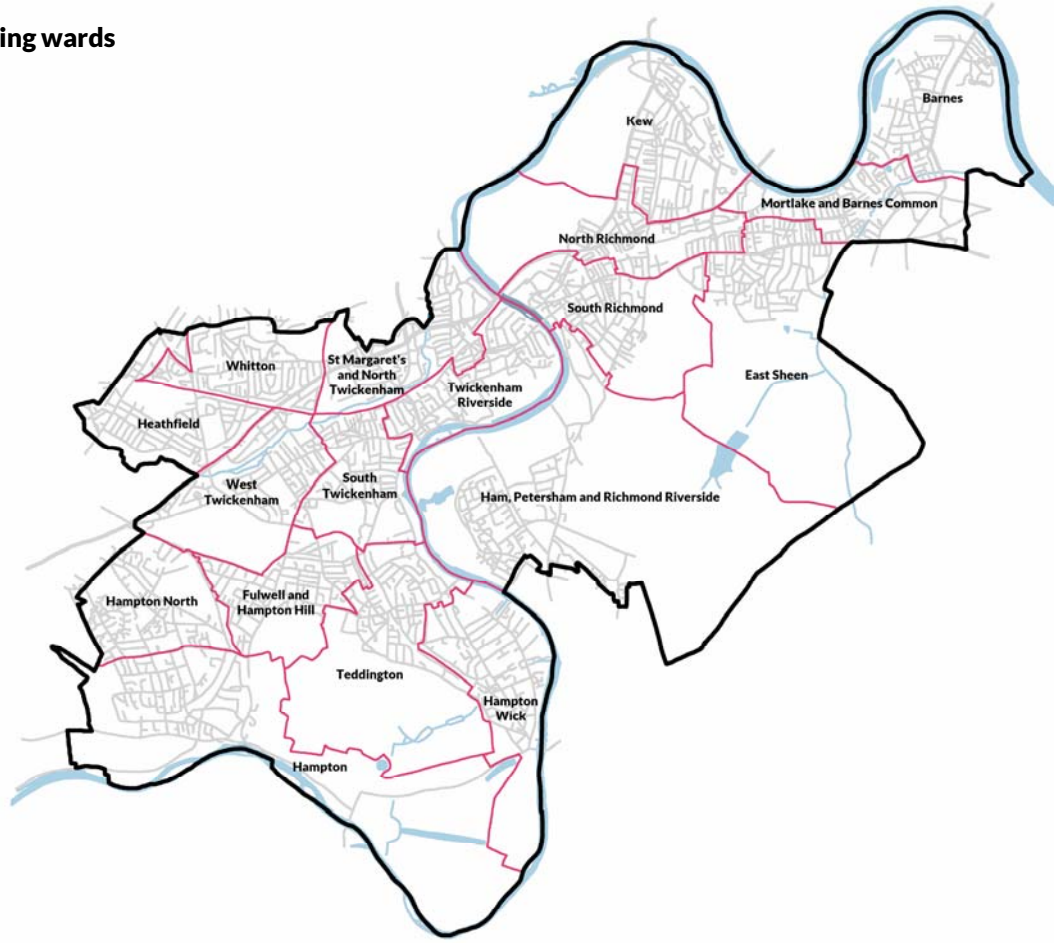 ing wards
Barnes
Kew
Mortlake and Barnes Common
North Richmond
South Richmond
St Margaret's
and North
Twickenham
Whitton
East Sheen
Twickenham
Riverside
Heathfield
South
Twickenham
West
Twickenham
Ham, Petersham and Richmond Riverside
Hampton North
Fulwell and
Hampton Hill
Teddington
Hampton
Wick
Hampton